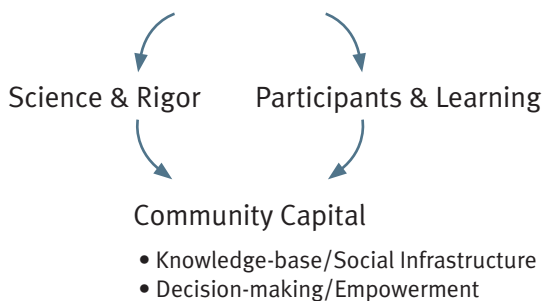 Science & Rigor Participants & Learning
Community Capital
• Knowledge-base/Social Infrastructure
• Decision-making/Empowerment